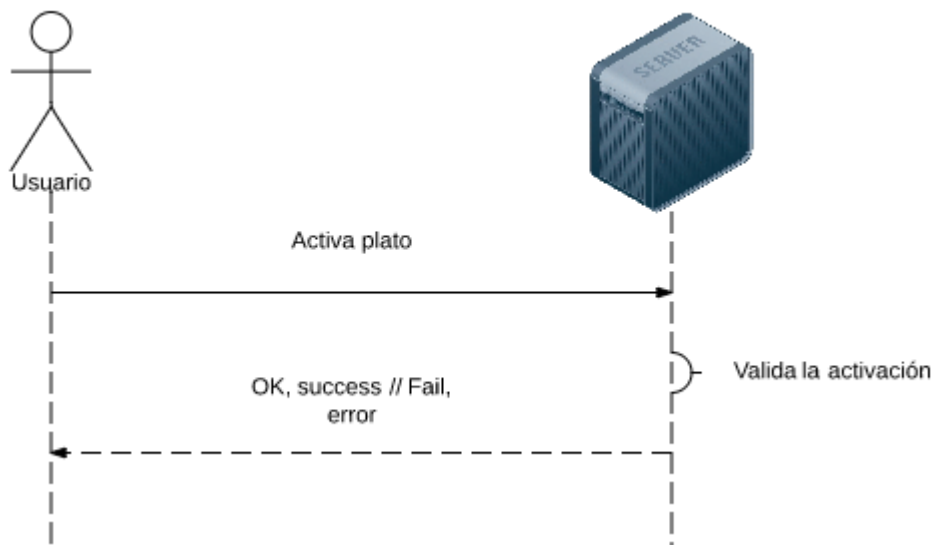 SERVER
Usuario
Activa plato
Valida la activación
OK, success // Fail,
error